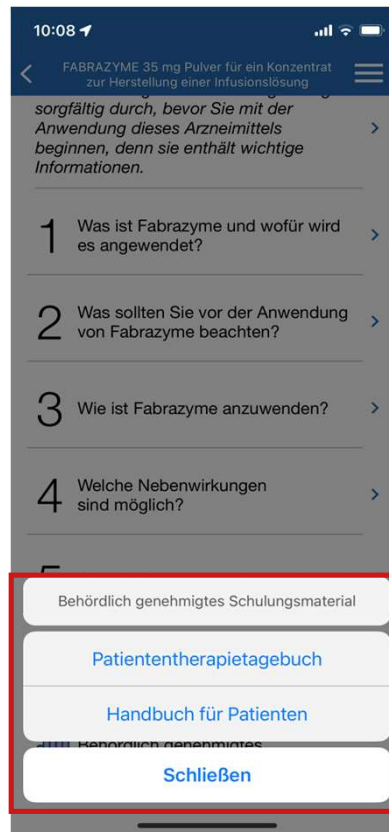 10:08
FABRAZYME 35 mg Pulver für ein Konzentrat
zur Herstellung einer Infusionslösung
sorgfältig durch, bevor Sie mit der
Anwendung dieses Arzneimittels
beginnen, denn sie enthält wichtige
Informationen.
1 Was ist Fabrazyme und wofür wird
es angewendet?
2 Was sollten Sie vor der Anwendung
von Fabrazyme beachten?
3 Wie ist Fabrazyme anzuwenden?
4 Welche Nebenwirkungen
sind möglich?
Behördlich genehmigtes Schulungsmaterial
Patiententherapietagebuch
Handbuch für Patienten
Behördlich genehmigtes
Schließen